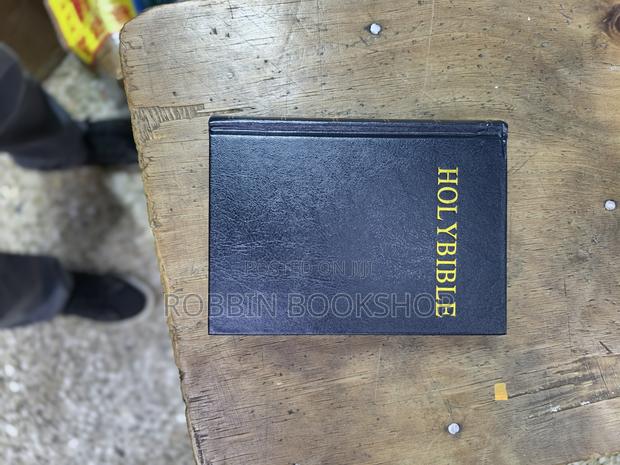 HOLY BIBLE
POSTED ON JIJI
ROBBIN BOOKSHOP